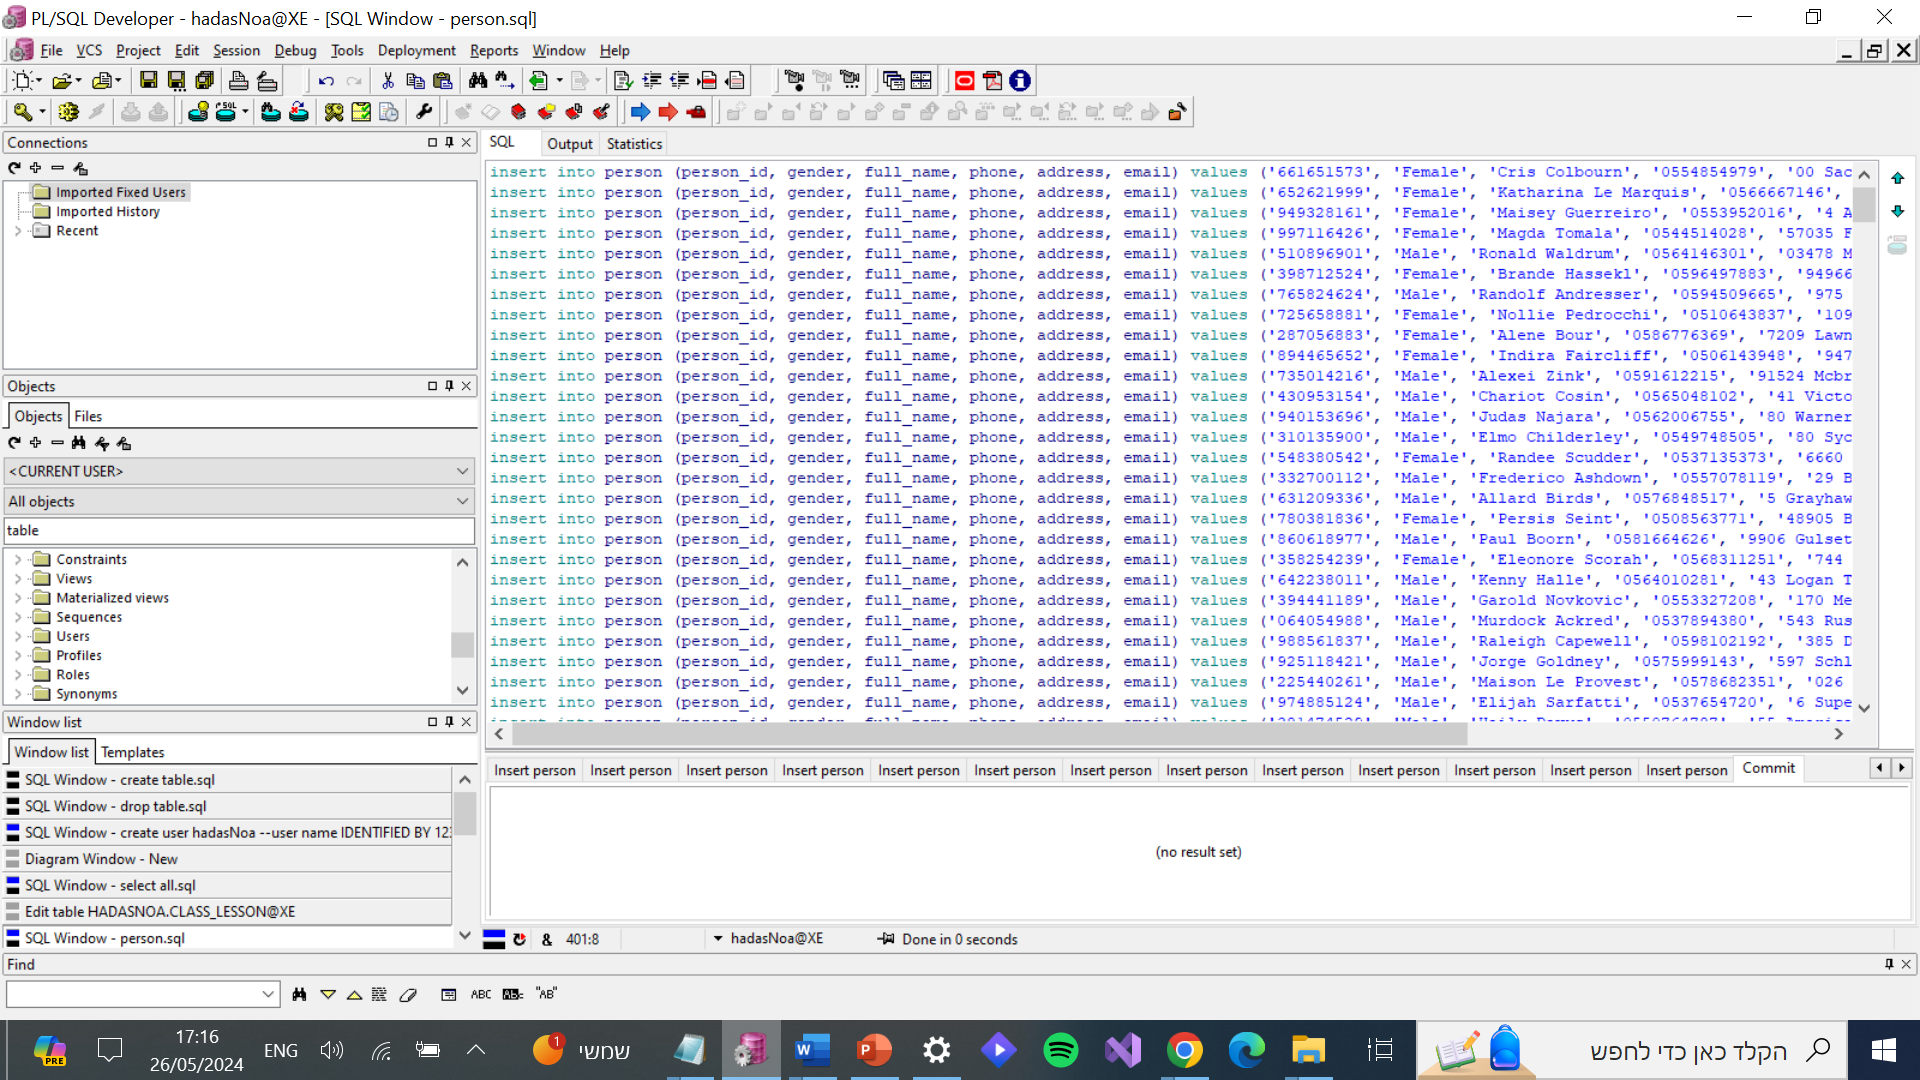 PL/SQL Developer - hadasNoa@XE - [SQL Window - person.sql]
File VCS Project Edit Session Debug Tools Deployment Reports Window Help
Connections
Imported Fixed Users
Imported History
Recent
Objects
Objects Files
<CURRENT USER>
All objects
table
Constraints
Views
Materialized views
Sequences
Users
Profiles
Roles
Synonyms
Window list
Window list Templates
SQL Window - create table.sql
SQL Window - drop table.sql
SQL Window - create user hadasNoa --user name IDENTIFIED BY 123
Diagram Window - New
SQL Window - select all.sql
Edit table HADASNOA.CLASS_LESSON@XE
SQL Window - person.sql
SQL Output Statistics
insert into person (person_id, gender, full_name, phone, address, email) values ('661651573', 'Female', 'Cris Colbourn', '0554854979', '00 Sac
insert into person (person_id, gender, full_name, phone, address, email) values ('652621999', 'Female', 'Katharina Le Marquis', '0566667146',
insert into person (person_id, gender, full_name, phone, address, email) values ('949328161', 'Female', 'Maisey Guerreiro', '0553952016', '4 A
insert into person (person_id, gender, full_name, phone, address, email) values ('997116426', 'Female', 'Magda Tomala', '0544514028', '57035 F
insert into person (person_id, gender, full_name, phone, address, email) values ('510896901', 'Male', 'Ronald Waldrum', '0564146301', '03478 M
insert into person (person_id, gender, full_name, phone, address, email) values ('398712524', 'Female', 'Brande Hassekl', '0596497883', '94966
insert into person (person_id, gender, full_name, phone, address, email) values ('765824624', 'Male', 'Randolf Andresser', '0594509665', '975
insert into person (person_id, gender, full_name, phone, address, email) values ('725658881', 'Female', 'Nollie Pedrocchi', '0510643837', '109
insert into person (person_id, gender, full_name, phone, address, email) values ('287056883', 'Female', 'Alene Bour', '0586776369', '7209 Lawn
insert into person (person_id, gender, full_name, phone, address, email) values ('894465652', 'Female', 'Indira Faircliff', '0506143948', '947
insert into person (person_id, gender, full_name, phone, address, email) values ('735014216', 'Male', 'Alexei Zink', '0591612215', '91524 Mcbr
insert into person (person_id, gender, full_name, phone, address, email) values ('430953154', 'Male', 'Chariot Cosin', '0565048102', '41 Victo
insert into person (person_id, gender, full_name, phone, address, email) values ('940153696', 'Male', 'Judas Najara', '0562006755', '80 Warner
insert into person (person_id, gender, full_name, phone, address, email) values ('310135900', 'Male', 'Elmo Childerley', '0549748505', '80 Syc
insert into person (person_id, gender, full_name, phone, address, email) values ('548380542', 'Female', 'Randee Scudder', '0537135373', '6660
insert into person (person_id, gender, full_name, phone, address, email) values ('332700112', 'Male', 'Frederico Ashdown', '0557078119', '29 B
insert into person (person_id, gender, full_name, phone, address, email) values ('631209336', 'Male', 'Allard Birds', '0576848517', '5 Grayhaw
insert into person (person_id, gender, full_name, phone, address, email) values ('780381836', 'Female', 'Persis Seint', '0508563771', '48905 B
insert into person (person_id, gender, full_name, phone, address, email) values ('860618977', 'Male', 'Paul Boorn', '0581664626', '9906 Gulset
insert into person (person_id, gender, full_name, phone, address, email) values ('358254239', 'Female', 'Eleonore Scorah', '0568311251', '744
insert into person (person_id, gender, full_name, phone, address, email) values ('642238011', 'Male', 'Kenny Halle', '0564010281', '43 Logan T
insert into person (person_id, gender, full_name, phone, address, email) values ('394441189', 'Male', 'Garold Novkovic', '0553327208', '170 Me
insert into person (person_id, gender, full_name, phone, address, email) values ('064054988', 'Male', 'Murdock Ackred', '0537894380', '543 Rus
insert into person (person_id, gender, full_name, phone, address, email) values ('988561837', 'Male', 'Raleigh Capewell', '0598102192', '385 D
insert into person (person_id, gender, full_name, phone, address, email) values ('925118421', 'Male', 'Jorge Goldney', '0575999143', '597 Schl
insert into person (person_id, gender, full_name, phone, address, email) values ('225440261', 'Male', 'Maison Le Provest', '0578682351', '026
insert into person (person_id, gender, full_name, phone, address, email) values ('974885124', 'Male', 'Elijah Sarfatti', '0537654720', '6 Supe
Insert person Insert person Insert person Insert person Insert person Insert person Insert person Insert person Insert person Insert person Insert person Insert person Insert person Commit
(no result set)
& 401:8 hadasNoa@XE Done in 0 seconds
Find
ABC "AB"
PRE
17:16
26/05/2024
ENG
1
שמשי
הקלד כאן כדי לחפש